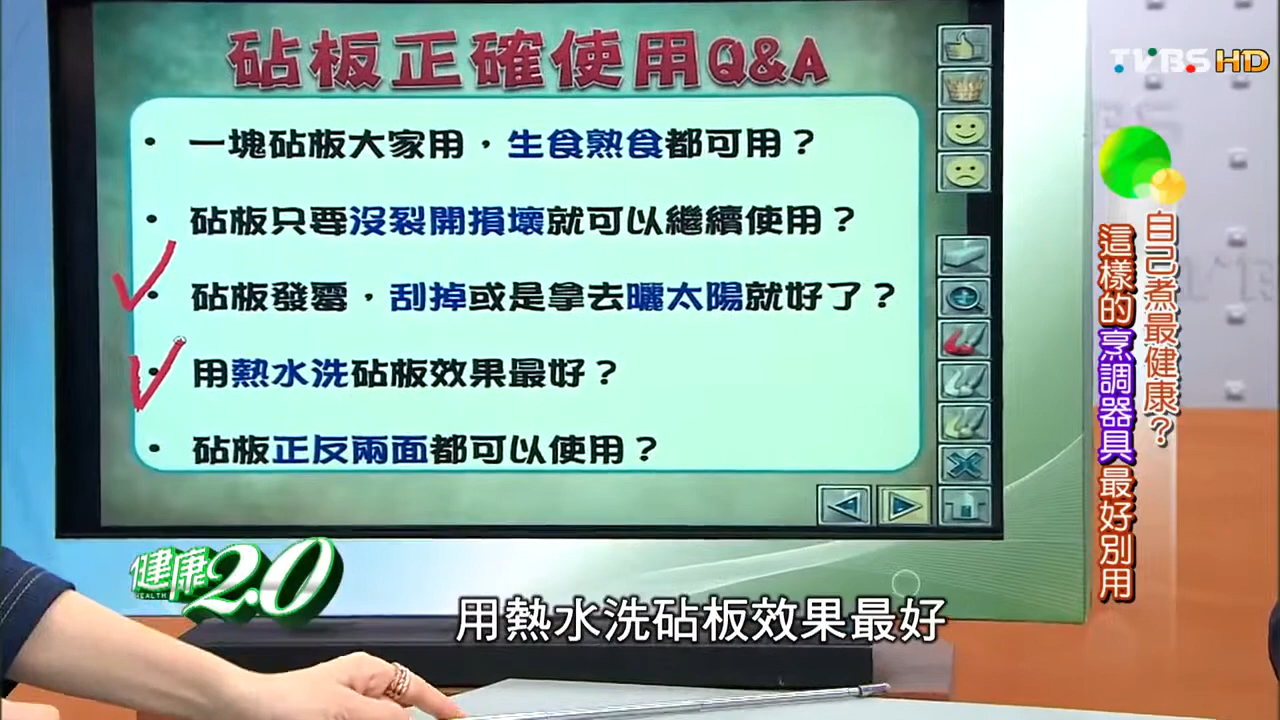 砧板正確使用Q&A
• 一塊砧板大家用，生食熟食都可用？
• 砧板只要沒裂開損壞就可以繼續使用？
• 砧板發霉，刮掉或是拿去曬太陽就好了？
• 用熱水洗砧板效果最好？
• 砧板正反兩面都可以使用？
TVBS HD
自己煮最健康？
這樣的烹調器具最好別用
健康2.0
HEALTH
用熱水洗砧板效果最好